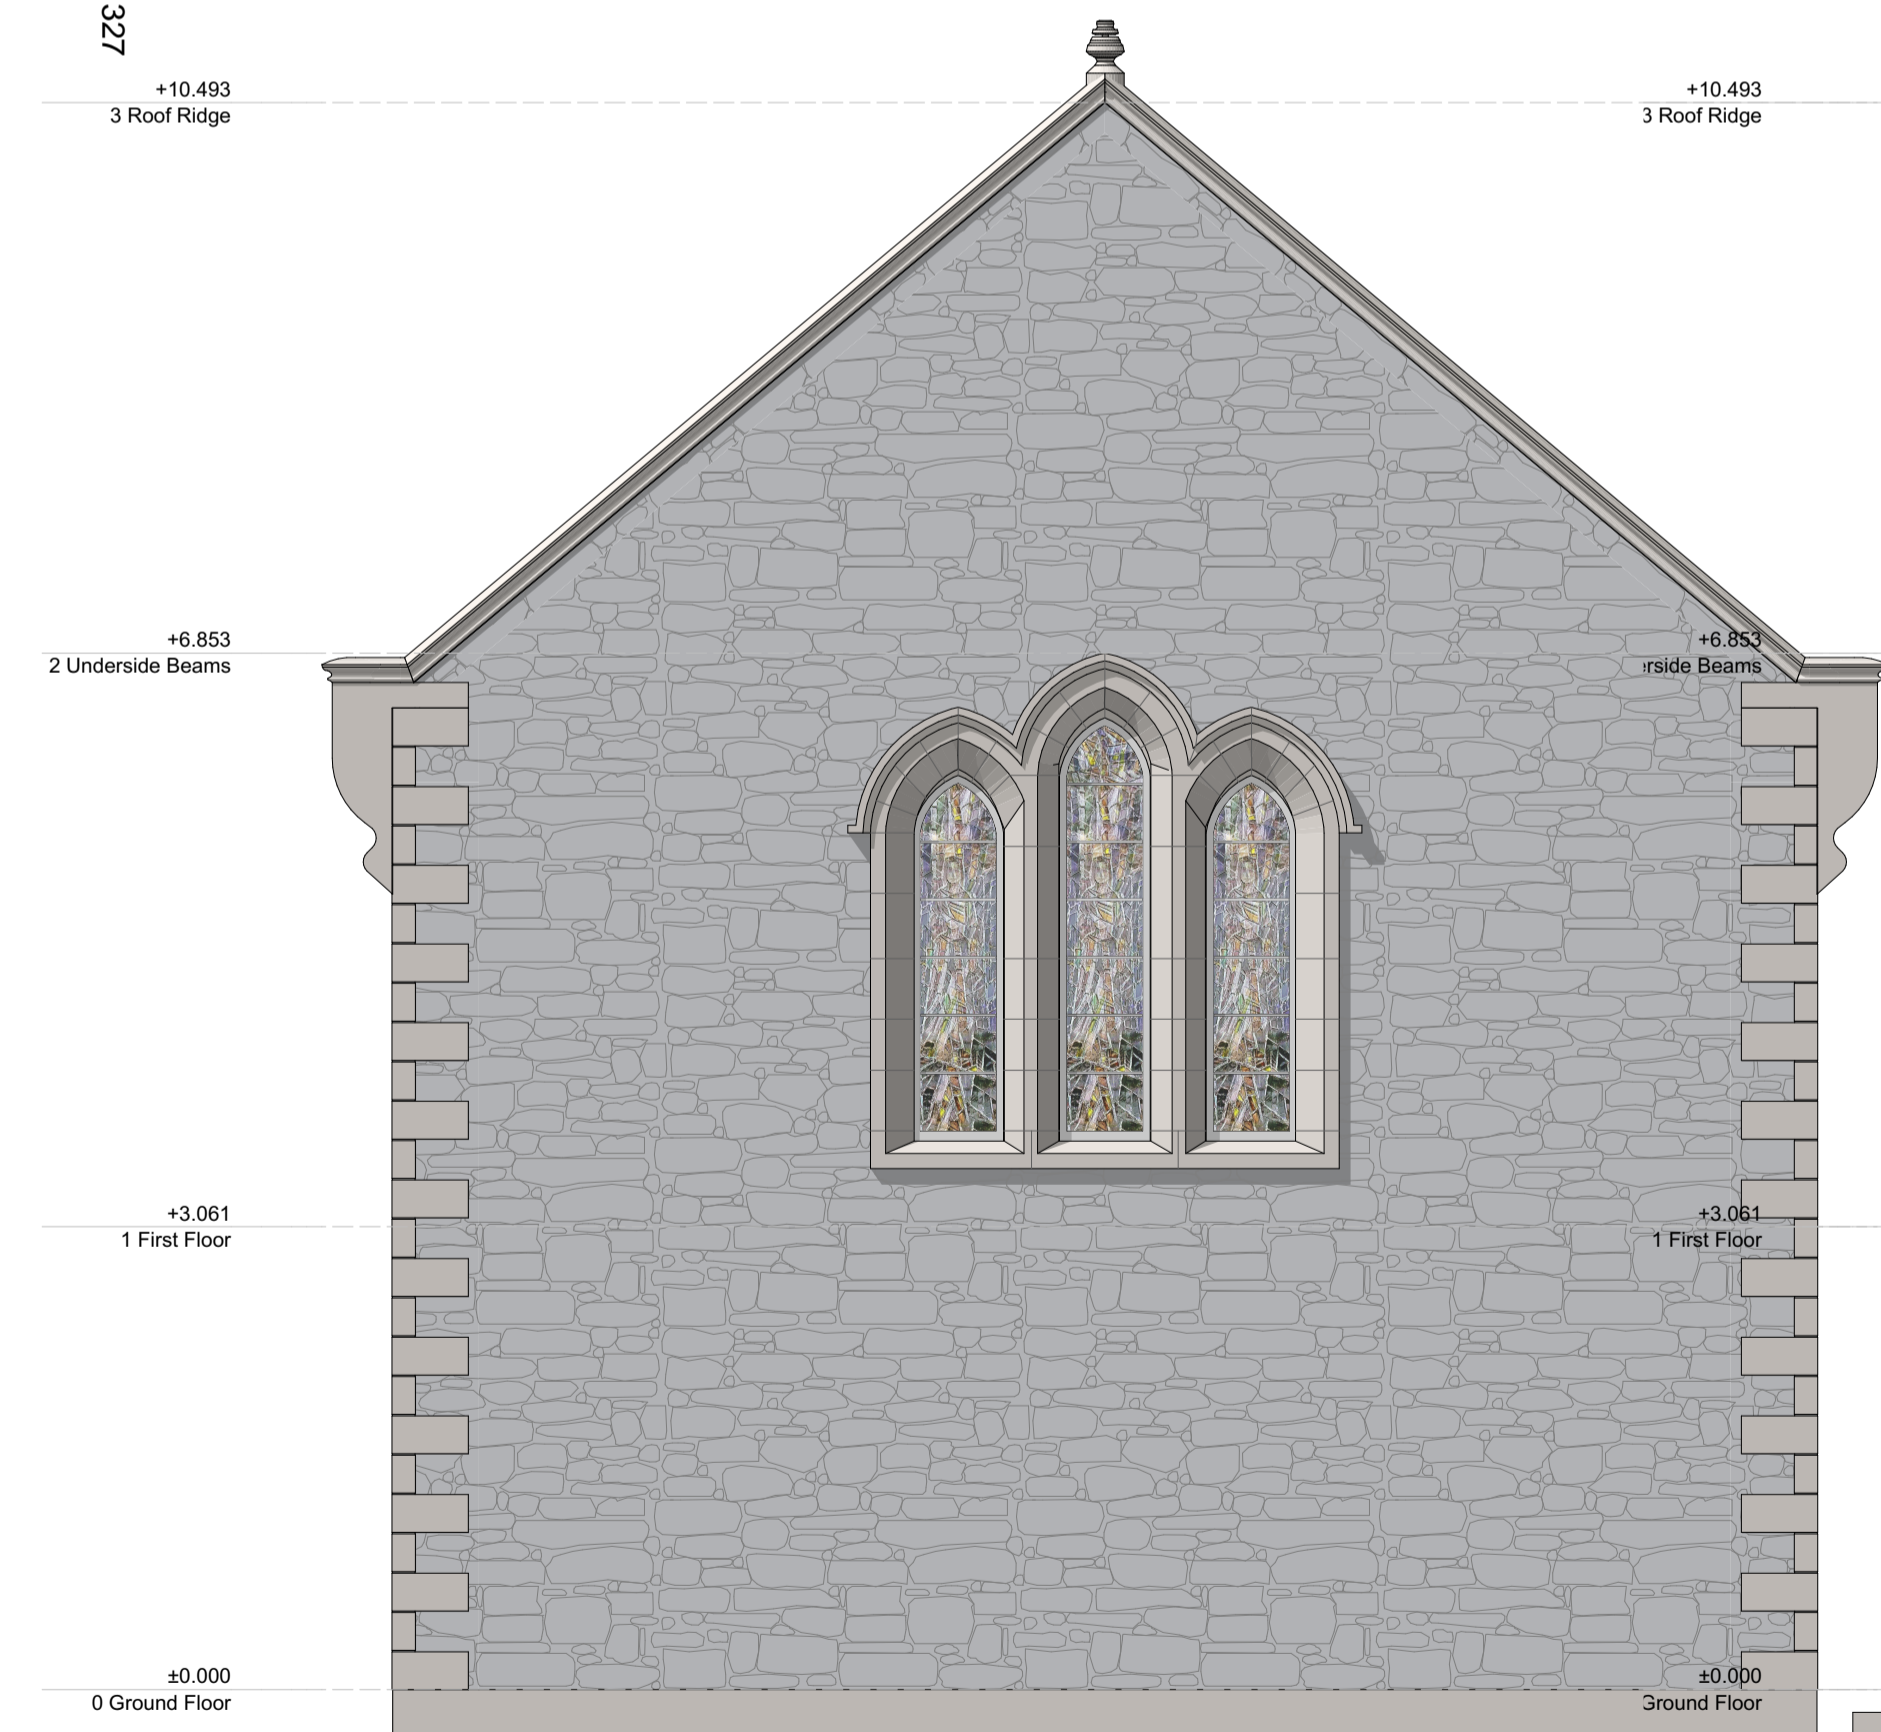 327
+10.493
3 Roof Ridge
+10.493
3 Roof Ridge
+6.853
2 Underside Beams
+6.853
erside Beams
+3.061
1 First Floor
+3.061
1 First Floor
±0.000
0 Ground Floor
±0.000
Ground Floor